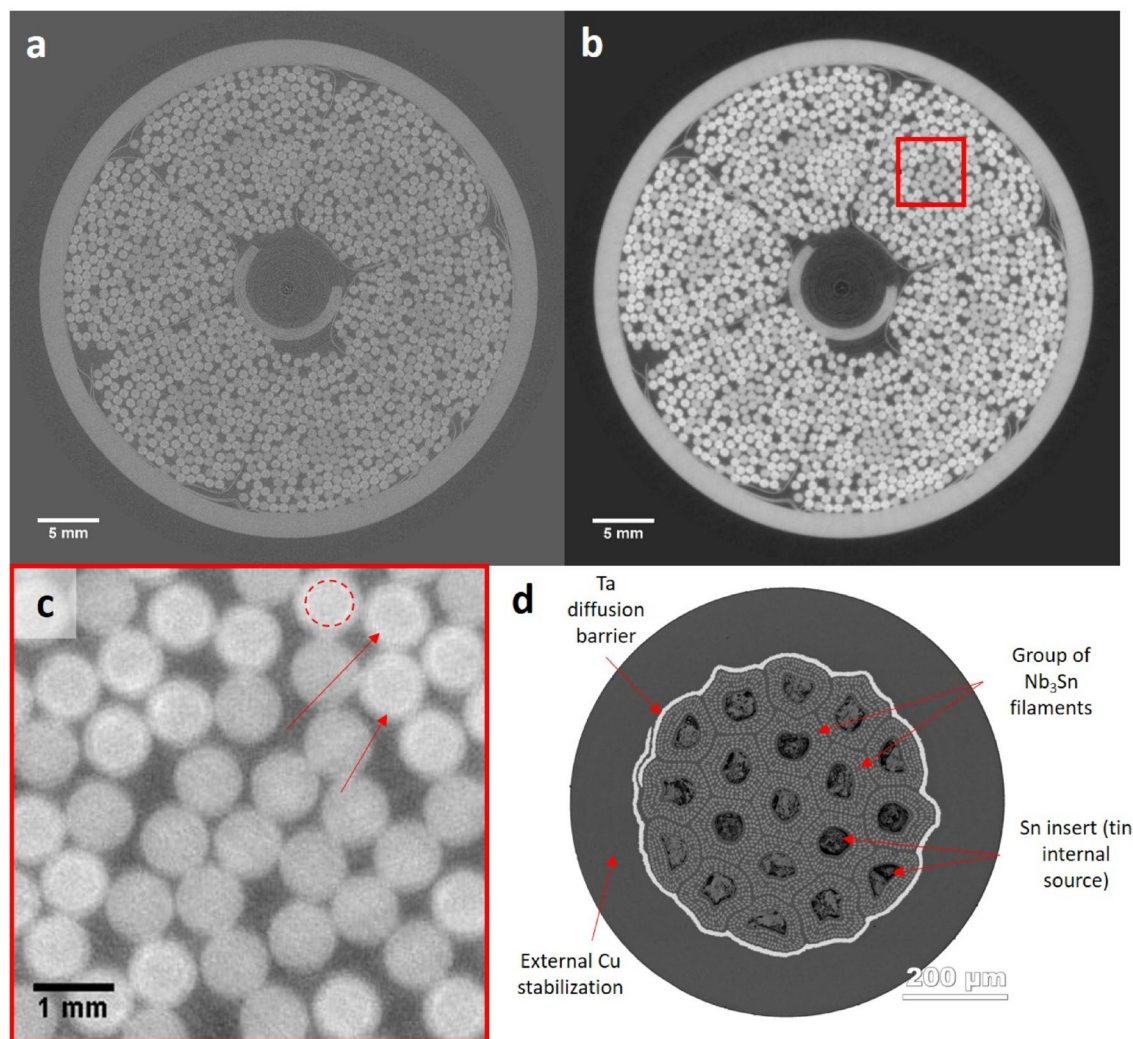 a
b
5 mm
5 mm
c
1 mm
d
Ta
diffusion
barrier
Group of
Nb₃Sn
filaments
Sn insert (tin
internal
source)
External Cu
stabilization
200 µm